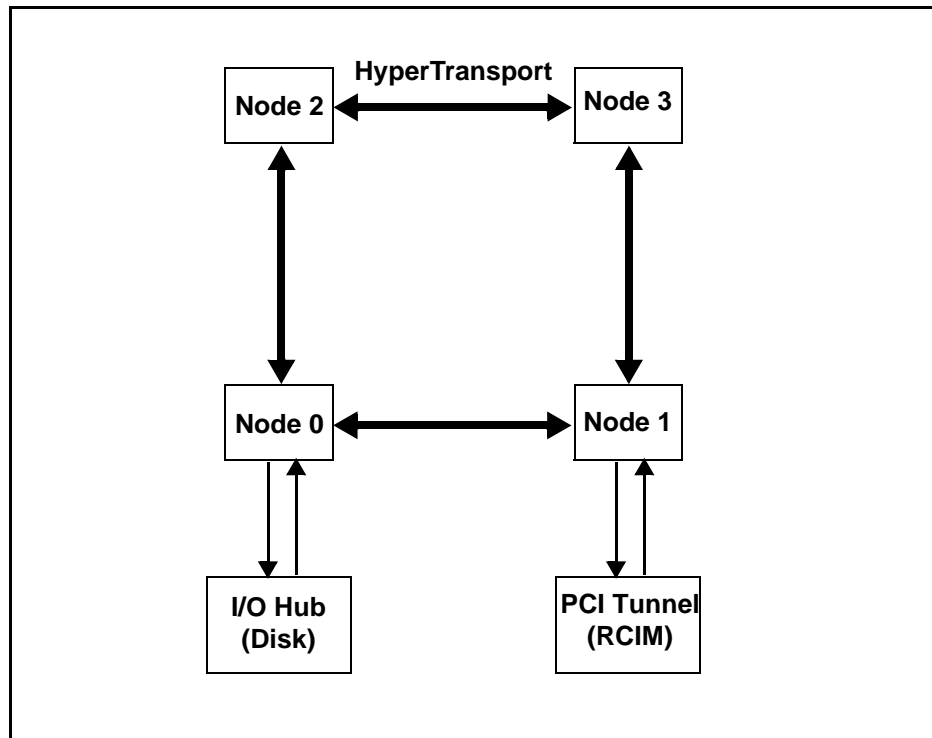 HyperTransport
Node 2
Node 3
Node 0
Node 1
I/O Hub
(Disk)
PCI Tunnel
(RCIM)